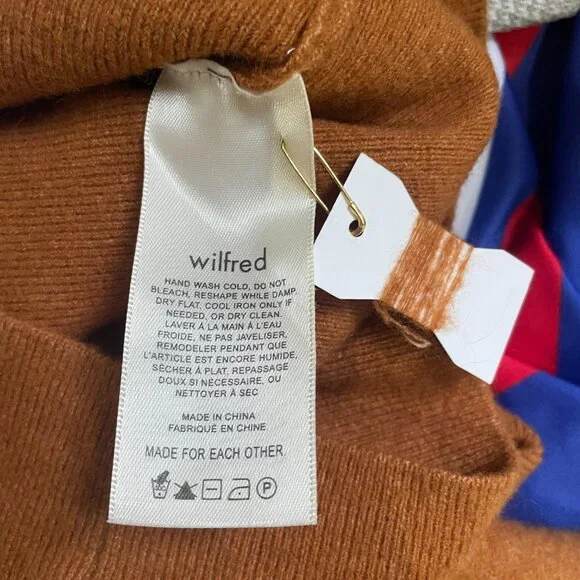 wilfred
HAND WASH COLD, DO NOT
BLEACH, RESHAPE WHILE DAMP,
DRY FLAT, COOL IRON ONLY IF
NEEDED, OR DRY CLEAN.
LAVER À LA MAIN À L'EAU
FROIDE, NE PAS JAVELISER,
REMODELER PENDANT QUE
L'ARTICLE EST ENCORE HUMIDE,
SÉCHER À PLAT, REPASSAGE
DOUX SI NÉCESSAIRE, OU
NETTOYER À SEC
MADE IN CHINA
FABRIQUÉ EN CHINE
MADE FOR EACH OTHER.
P